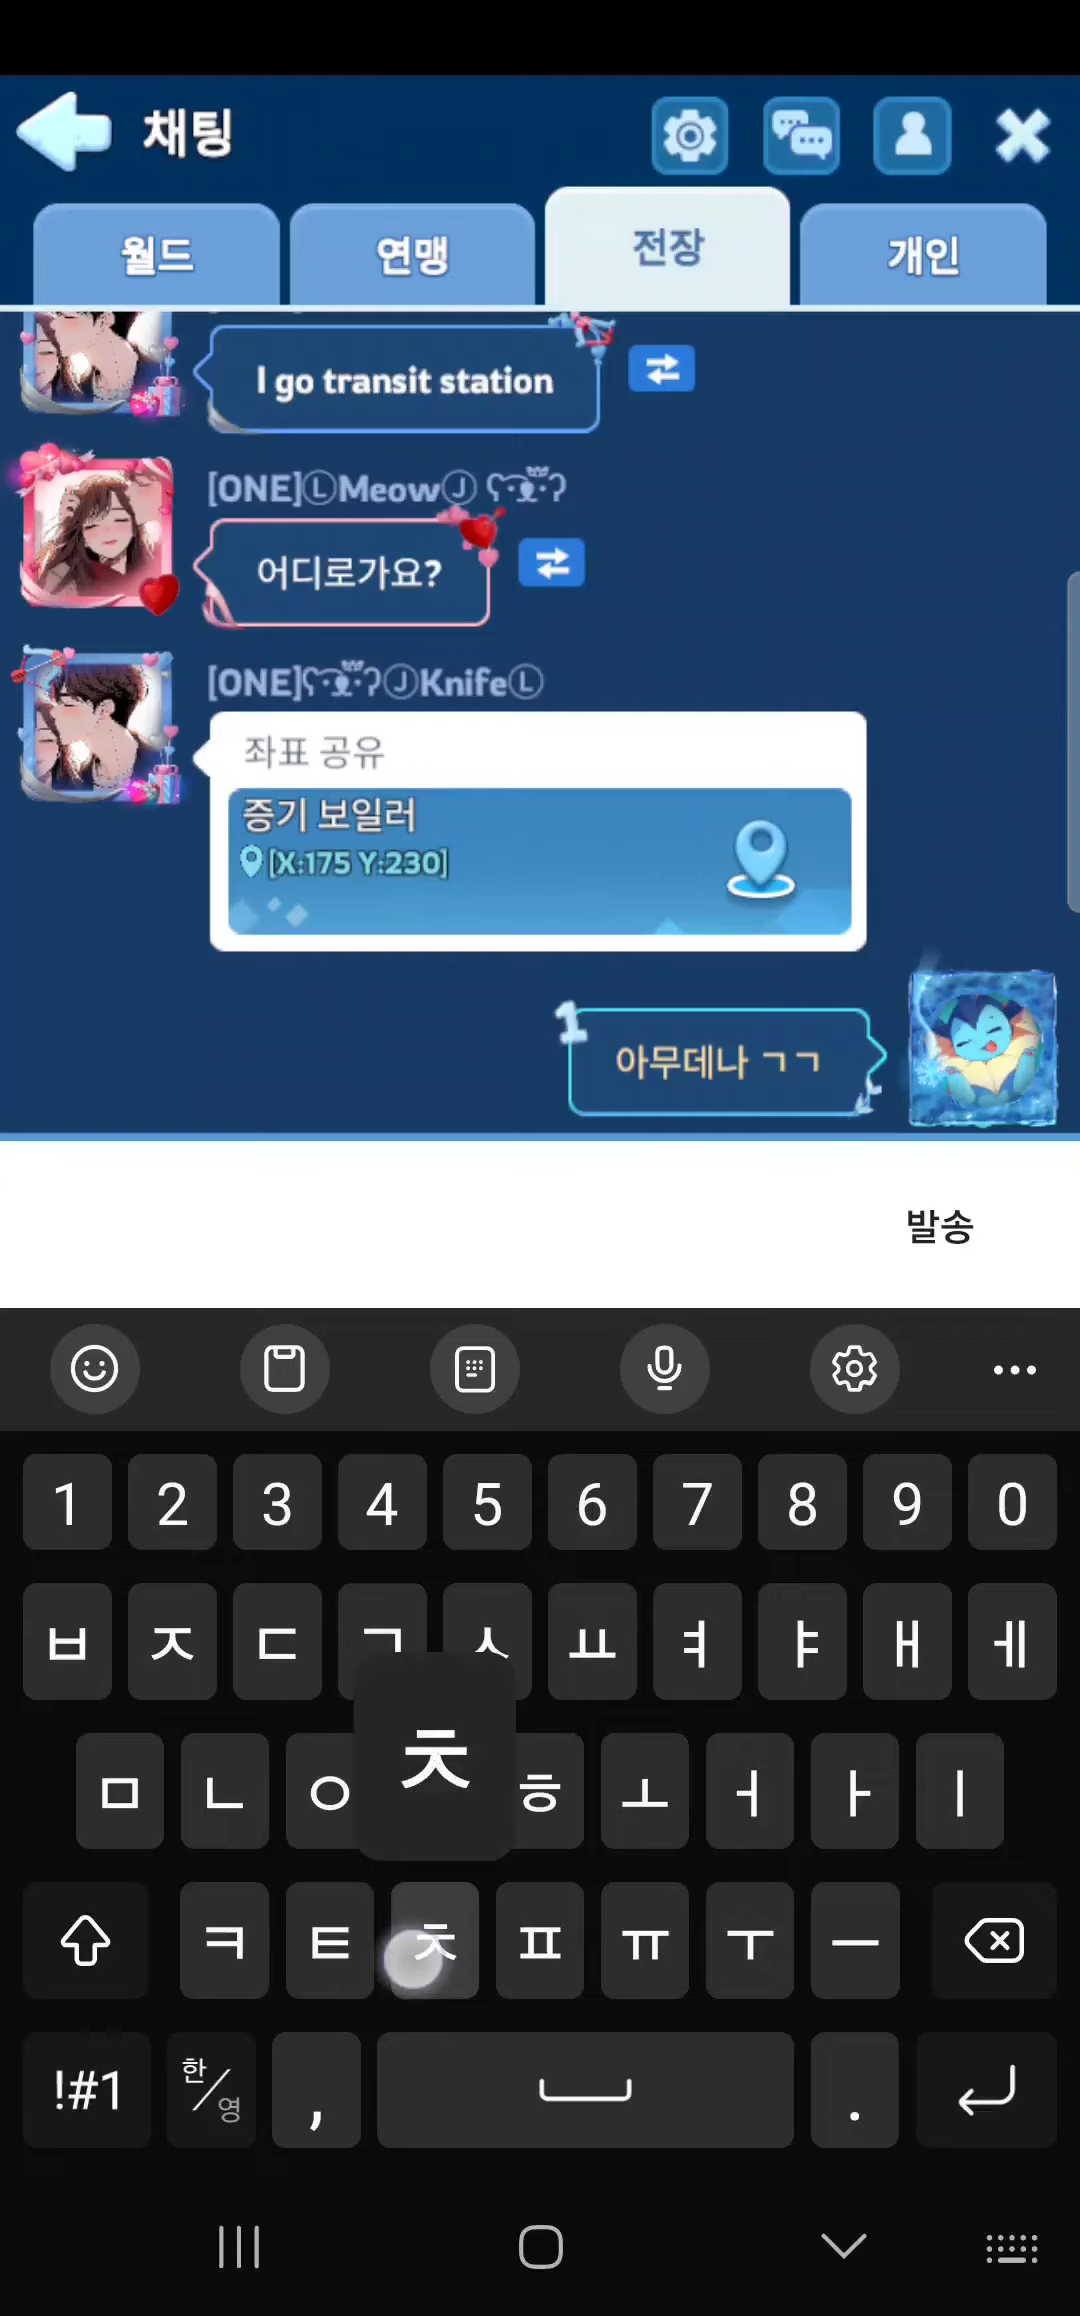 채팅
월드 연맹 전장 개인
I go transit station
[ONE]ⓁMeowⒿ ʕ·ᴥ·ʔ
어디로가요?
[ONE]ʕ·ᴥ·ʔⒿKnifeⓁ
좌표 공유
증기 보일러
[X:175 Y:230]
1
아무데나 ㄱㄱ
발송
1 2 3 4 5 6 7 8 9 0
ㅂ ㅈ ㄷ ㄱ ㅅ ㅛ ㅕ ㅑ ㅐ ㅔ
ㅊ
ㅁ ㄴ ㅇ ㅎ ㅗ ㅓ ㅏ ㅣ
ㅋ ㅌ ㅊ ㅍ ㅠ ㅜ ㅡ
!#1 한/영 , .